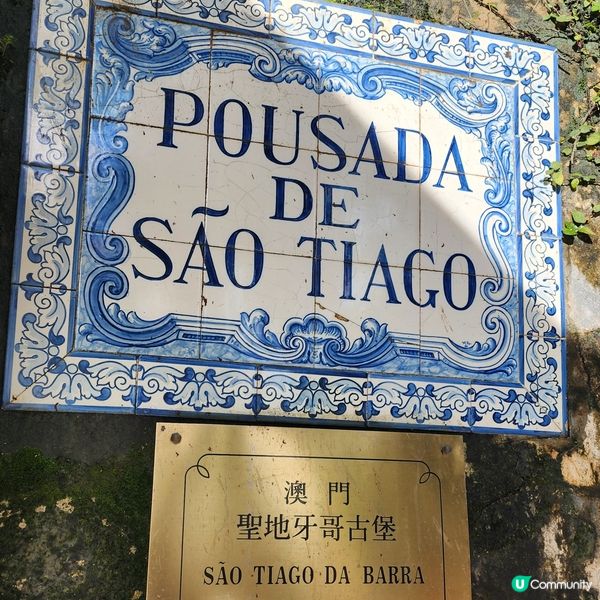 POUSADA
DE
SÃO TIAGO
澳門
聖地牙哥古堡
SÃO TIAGO DA BARRA
U Community